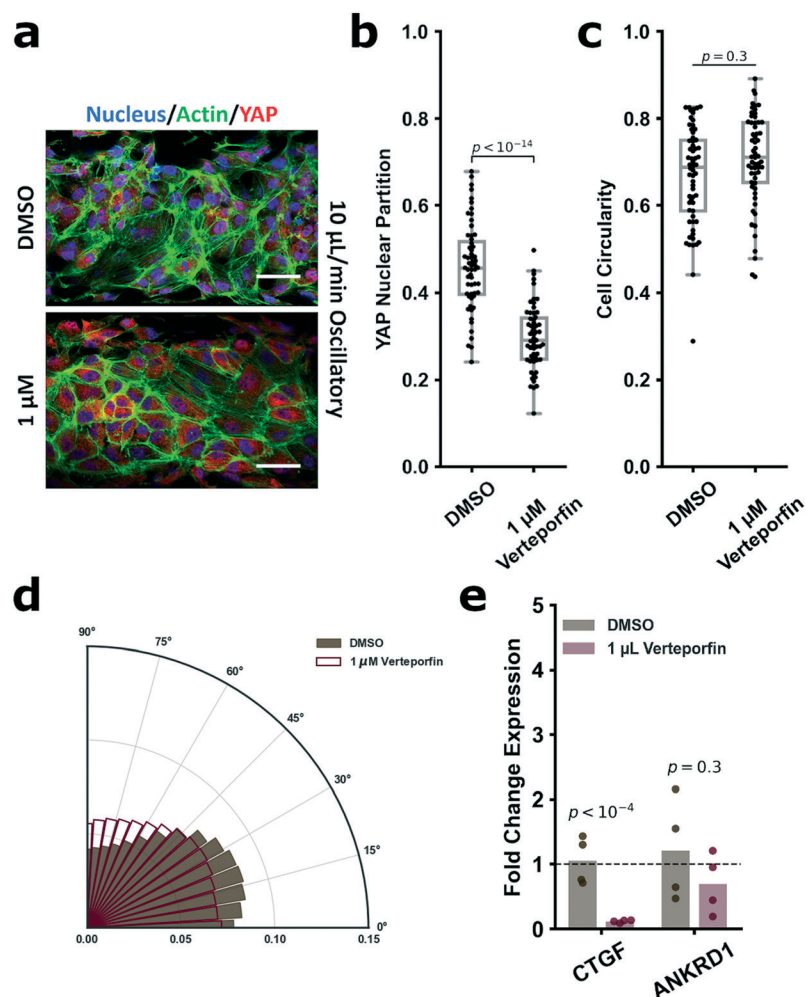 a
Nucleus/Actin/YAP
DMSO
1 µM
10 µL/min Oscillatory
b
1.0
0.8
0.6
0.4
0.2
0.0
YAP Nuclear Partition
p < 10⁻¹⁴
DMSO
1 µM
Verteporfin
c
1.0
0.8
0.6
0.4
0.2
0.0
Cell Circularity
p = 0.3
DMSO
1 µM
Verteporfin
d
90°
75°
60°
45°
30°
15°
0°
0.00
0.05
0.10
0.15
DMSO
1 µM Verteporfin
e
5
4
3
2
1
0
Fold Change Expression
DMSO
1 µL Verteporfin
p < 10⁻⁴
p = 0.3
CTGF
ANKRD1